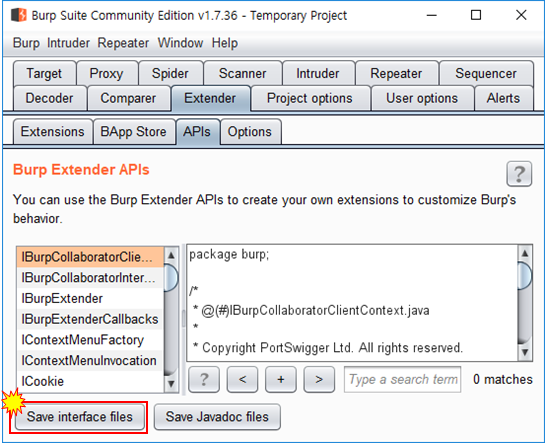 Burp Suite Community Edition v1.7.36 - Temporary Project
Burp Intruder Repeater Window Help
Target Proxy Spider Scanner Intruder Repeater Sequencer
Decoder Comparer Extender Project options User options Alerts
Extensions BApp Store APIs Options
Burp Extender APIs
?
You can use the Burp Extender APIs to create your own extensions to customize Burp's
behavior.
IBurpCollaboratorClie...
IBurpCollaboratorInter...
IBurpExtender
IBurpExtenderCallbacks
IContextMenuFactory
IContextMenuInvocation
ICookie
package burp;
/*
* @(#)IBurpCollaboratorClientContext.java
*
* Copyright PortSwigger Ltd. All rights reserved.
? < + > Type a search term 0 matches
Save interface files Save Javadoc files